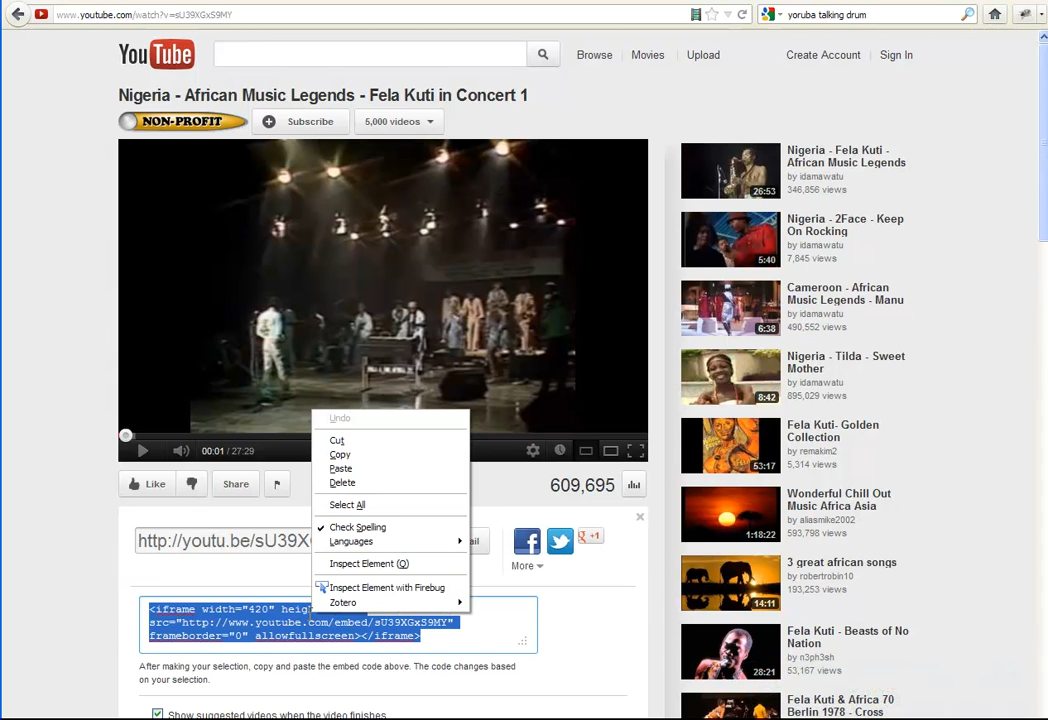 www.youtube.com/watch?v=sU39XGxS9MY
yoruba talking drum
YouTube
Browse
Movies
Upload
Create Account
Sign In
Nigeria - African Music Legends - Fela Kuti in Concert 1
NON-PROFIT
Subscribe
5,000 videos
00:01 / 27:29
Like
Share
609,695
Undo
Cut
Copy
Paste
Delete
Select All
Check Spelling
Languages
Inspect Element (Q)
Inspect Element with Firebug
Zotero
http://youtu.be/sU39X
ail
+1
More
<iframe width="420" heig
src="http://www.youtube.com/embed/sU39XGxS9MY"
frameborder="0" allowfullscreen></iframe>
After making your selection, copy and paste the embed code above. The code changes based
on your selection.
Show suggested videos when the video finishes
Nigeria - Fela Kuti -
African Music Legends
by idamawatu
346,856 views
26:53
Nigeria - 2Face - Keep
On Rocking
by idamawatu
7,845 views
5:40
Cameroon - African
Music Legends - Manu
by idamawatu
490,552 views
6:38
Nigeria - Tilda - Sweet
Mother
by idamawatu
895,029 views
8:42
Fela Kuti- Golden
Collection
by remakim2
5,314 views
53:17
Wonderful Chill Out
Music Africa Asia
by aliasmike2002
593,798 views
1:18:22
3 great african songs
by robertrobin10
193,253 views
14:11
Fela Kuti - Beasts of No
Nation
by n3ph3sh
53,167 views
28:21
Fela Kuti & Africa 70
Berlin 1978 - Cross